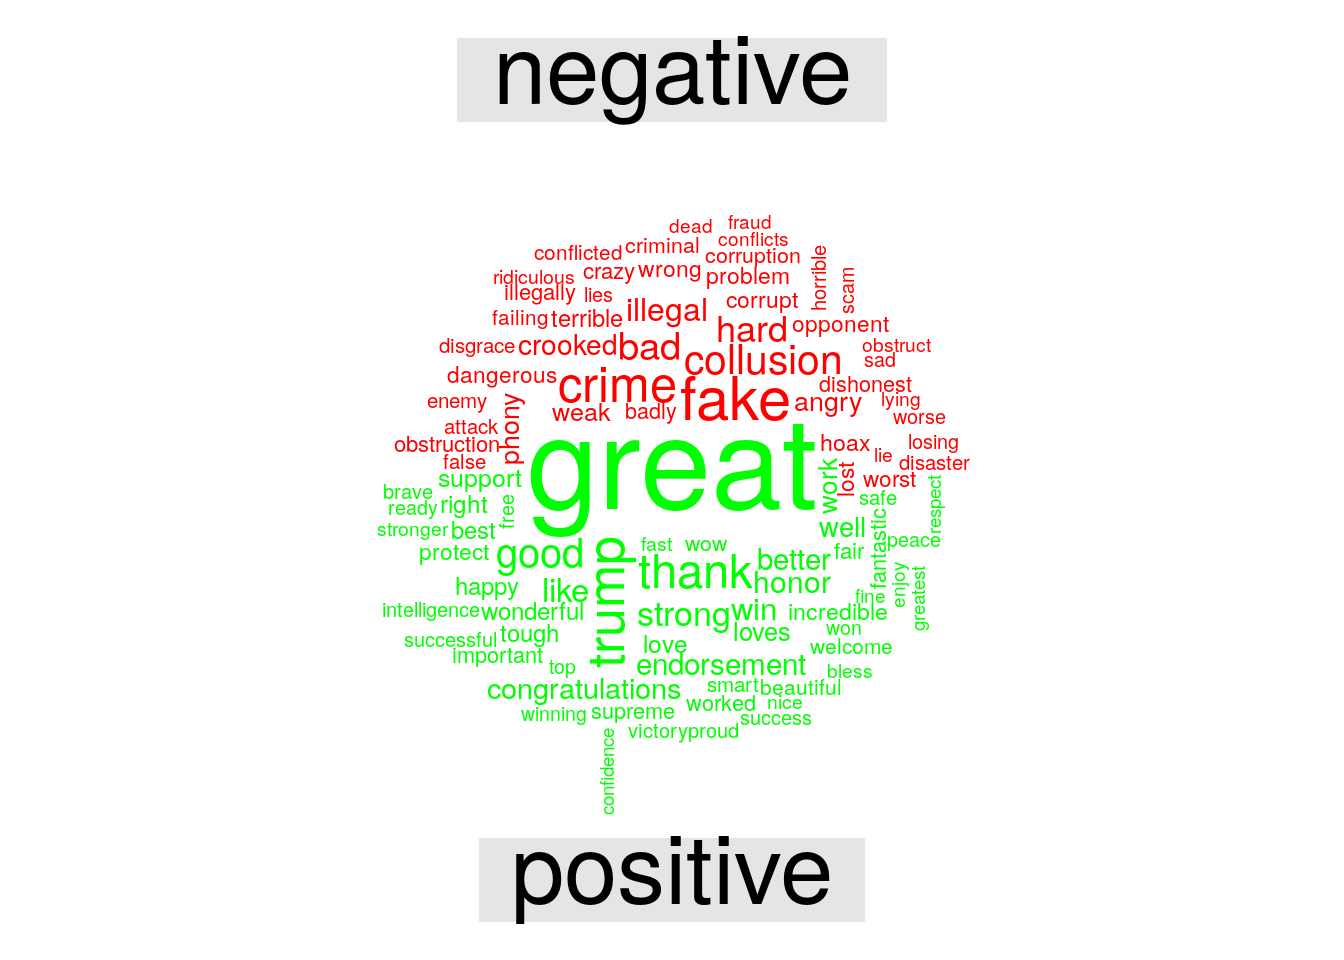 negative
dead fraud
conflicted criminal conflicts
corruption
ridiculous crazy wrong problem horrible scam
illegally lies illegal corrupt
failing terrible hard opponent
disgrace crooked bad collusion obstruct
sad
dangerous crime fake dishonest
enemy phony weak badly angry lying
attack worse
obstruction hoax losing
false lie disaster
support great work lost worst
brave free safe respect
ready right
stronger best well fantastic
protect good trump fast wow better fair peace
thank
happy like honor enjoy greatest
intelligence wonderful strong win incredible fine
successful tough loves won
important love welcome
top endorsement bless
congratulations smart beautiful
winning supreme worked nice
success
confidence victory proud
positive